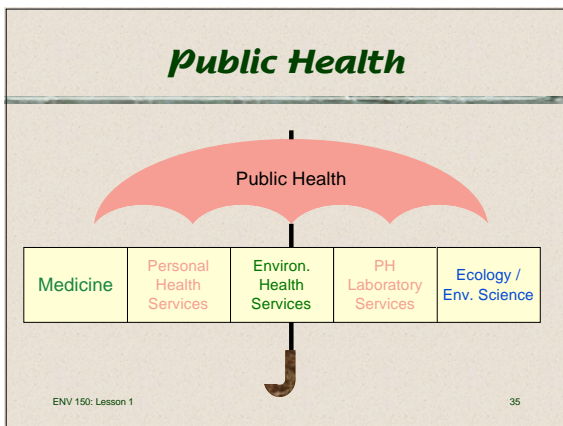 Public Health
Public Health
Medicine
Personal
Health
Services
Environ.
Health
Services
PH
Laboratory
Services
Ecology /
Env. Science
ENV 150: Lesson 1
35